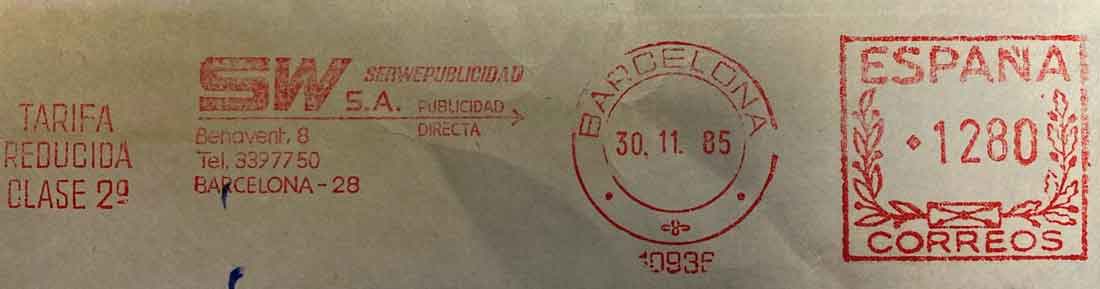 TARIFA
REDUCIDA
CLASE 2ª
SW SERWEPUBLICIDAD
S.A. PUBLICIDAD
DIRECTA
Benavent, 8
Tel. 3397750
BARCELONA - 28
BARCELONA
30. 11. 85
ESPAÑA
1280
CORREOS